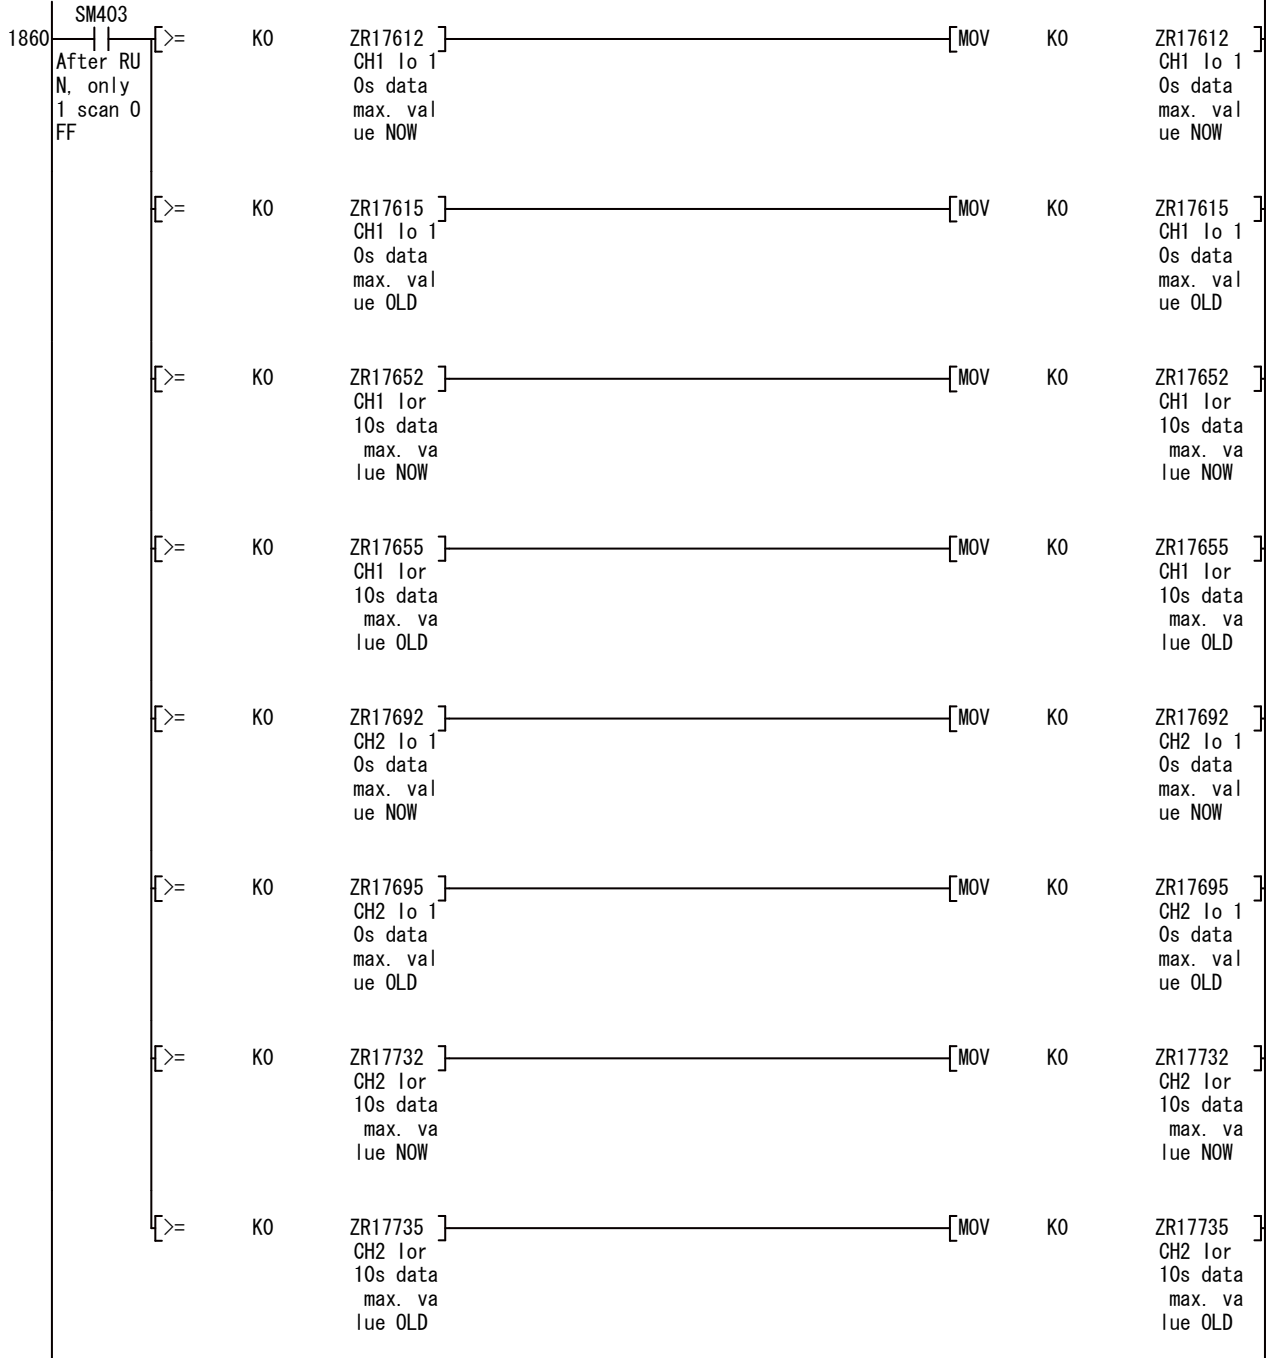 SM403
1860 [>= K0 ZR17612 ] [MOV K0 ZR17612 ]
After RU CH1 Io 1 CH1 Io 1
N, only 0s data 0s data
1 scan O max. val max. val
FF ue NOW ue NOW
[>= K0 ZR17615 ] [MOV K0 ZR17615 ]
CH1 Io 1 CH1 Io 1
0s data 0s data
max. val max. val
ue OLD ue OLD
[>= K0 ZR17652 ] [MOV K0 ZR17652 ]
CH1 Ior CH1 Ior
10s data 10s data
max. va max. va
lue NOW lue NOW
[>= K0 ZR17655 ] [MOV K0 ZR17655 ]
CH1 Ior CH1 Ior
10s data 10s data
max. va max. va
lue OLD lue OLD
[>= K0 ZR17692 ] [MOV K0 ZR17692 ]
CH2 Io 1 CH2 Io 1
0s data 0s data
max. val max. val
ue NOW ue NOW
[>= K0 ZR17695 ] [MOV K0 ZR17695 ]
CH2 Io 1 CH2 Io 1
0s data 0s data
max. val max. val
ue OLD ue OLD
[>= K0 ZR17732 ] [MOV K0 ZR17732 ]
CH2 Ior CH2 Ior
10s data 10s data
max. va max. va
lue NOW lue NOW
[>= K0 ZR17735 ] [MOV K0 ZR17735 ]
CH2 Ior CH2 Ior
10s data 10s data
max. va max. va
lue OLD lue OLD